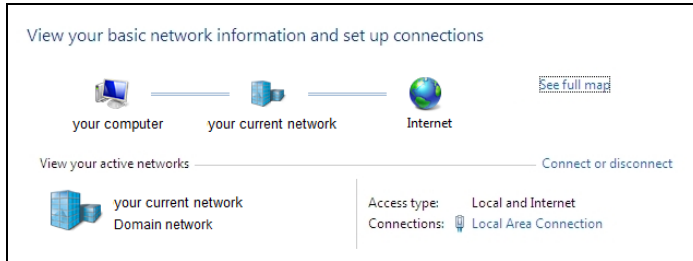 View your basic network information and set up connections
See full map
your computer your current network Internet
View your active networks Connect or disconnect
your current network Access type: Local and Internet
Domain network Connections: Local Area Connection